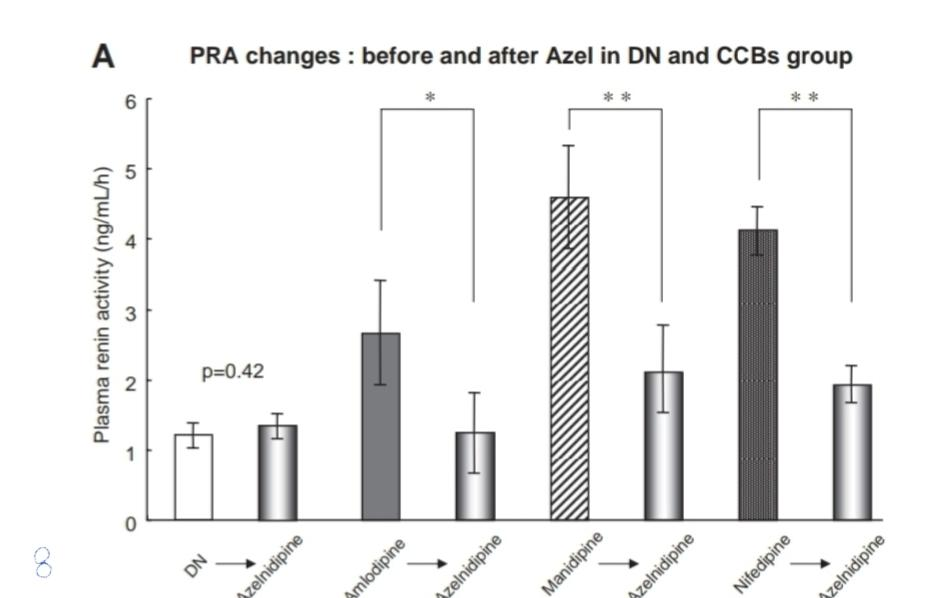 A PRA changes : before and after Azel in DN and CCBs group
* ** **
Plasma renin activity (ng/mL/h)
6
5
4
3
2
1
0
p=0.42
DN → Azelnidipine Amlodipine → Azelnidipine Manidipine → Azelnidipine Nifedipine → Azelnidipine
8